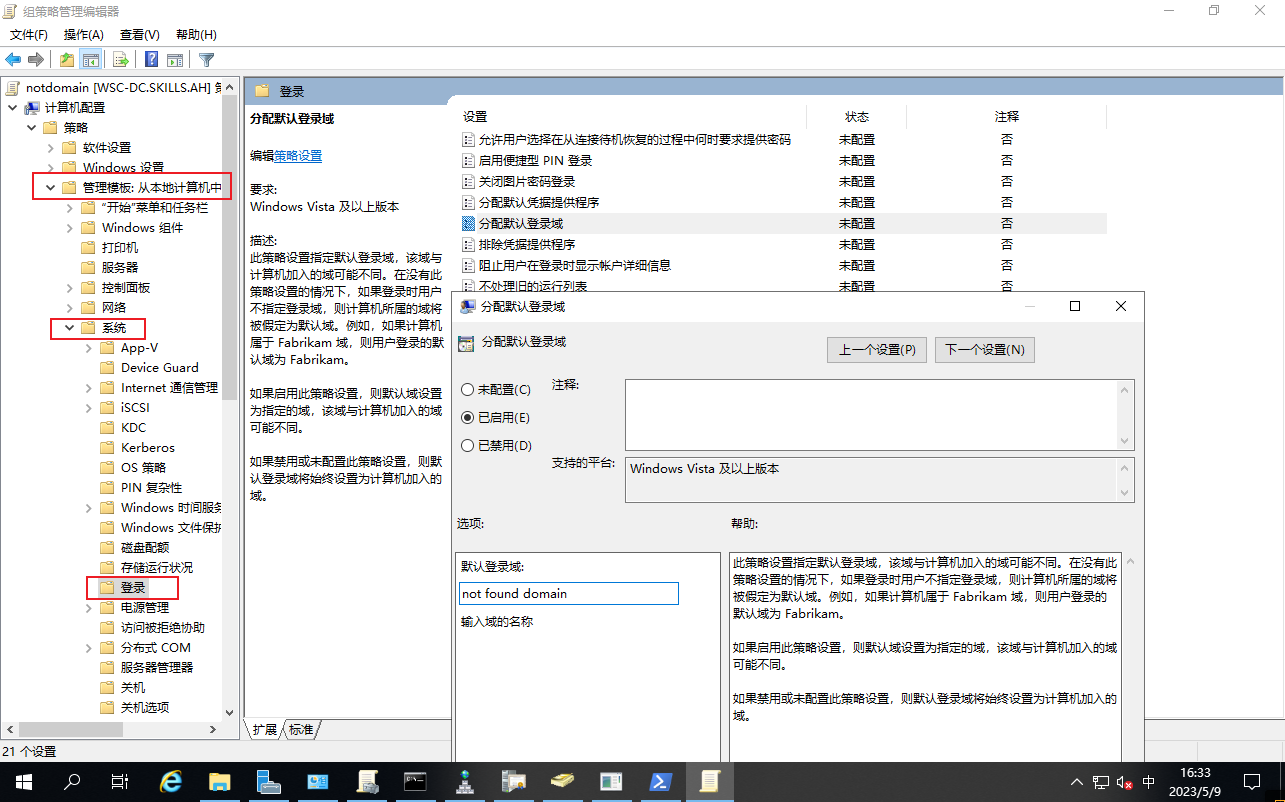 组策略管理编辑器
文件(F) 操作(A) 查看(V) 帮助(H)
notdomain [WSC-DC.SKILLS.AH] 策
计算机配置
策略
软件设置
Windows 设置
管理模板: 从本地计算机中
“开始”菜单和任务栏
Windows 组件
打印机
服务器
控制面板
网络
系统
App-V
Device Guard
Internet 通信管理
iSCSI
KDC
Kerberos
OS 策略
PIN 复杂性
Windows 时间服务
Windows 文件保护
磁盘配额
存储运行状况
登录
电源管理
访问被拒绝协助
分布式 COM
服务器管理器
关机
关机选项
登录
分配默认登录域
编辑策略设置
要求:
Windows Vista 及以上版本
描述:
此策略设置指定默认登录域，该域与
计算机加入的域可能不同。在没有此
策略设置的情况下，如果登录时用户
不指定登录域，则计算机所属的域将
被假定为默认域。例如，如果计算机
属于 Fabrikam 域，则用户登录的默
认域为 Fabrikam。
如果启用此策略设置，则默认域设置
为指定的域，该域与计算机加入的域
可能不同。
如果禁用或未配置此策略设置，则默
认登录域将始终设置为计算机加入的
域。
设置 状态 注释
允许用户选择在从连接待机恢复的过程中何时要求提供密码 未配置 否
启用便捷型 PIN 登录 未配置 否
关闭图片密码登录 未配置 否
分配默认凭据提供程序 未配置 否
分配默认登录域 未配置 否
排除凭据提供程序 未配置 否
阻止用户在登录时显示帐户详细信息 未配置 否
不处理旧的运行列表 未配置 否
分配默认登录域
分配默认登录域
上一个设置(P) 下一个设置(N)
未配置(C) 注释:
已启用(E)
已禁用(D)
支持的平台: Windows Vista 及以上版本
选项: 帮助:
默认登录域:
not found domain
输入域的名称
此策略设置指定默认登录域，该域与计算机加入的域可能不同。在没有此
策略设置的情况下，如果登录时用户不指定登录域，则计算机所属的域将
被假定为默认域。例如，如果计算机属于 Fabrikam 域，则用户登录的
默认域为 Fabrikam。
如果启用此策略设置，则默认域设置为指定的域，该域与计算机加入的域
可能不同。
如果禁用或未配置此策略设置，则默认登录域将始终设置为计算机加入的
域。
扩展 标准
21 个设置
中
16:33
2023/5/9